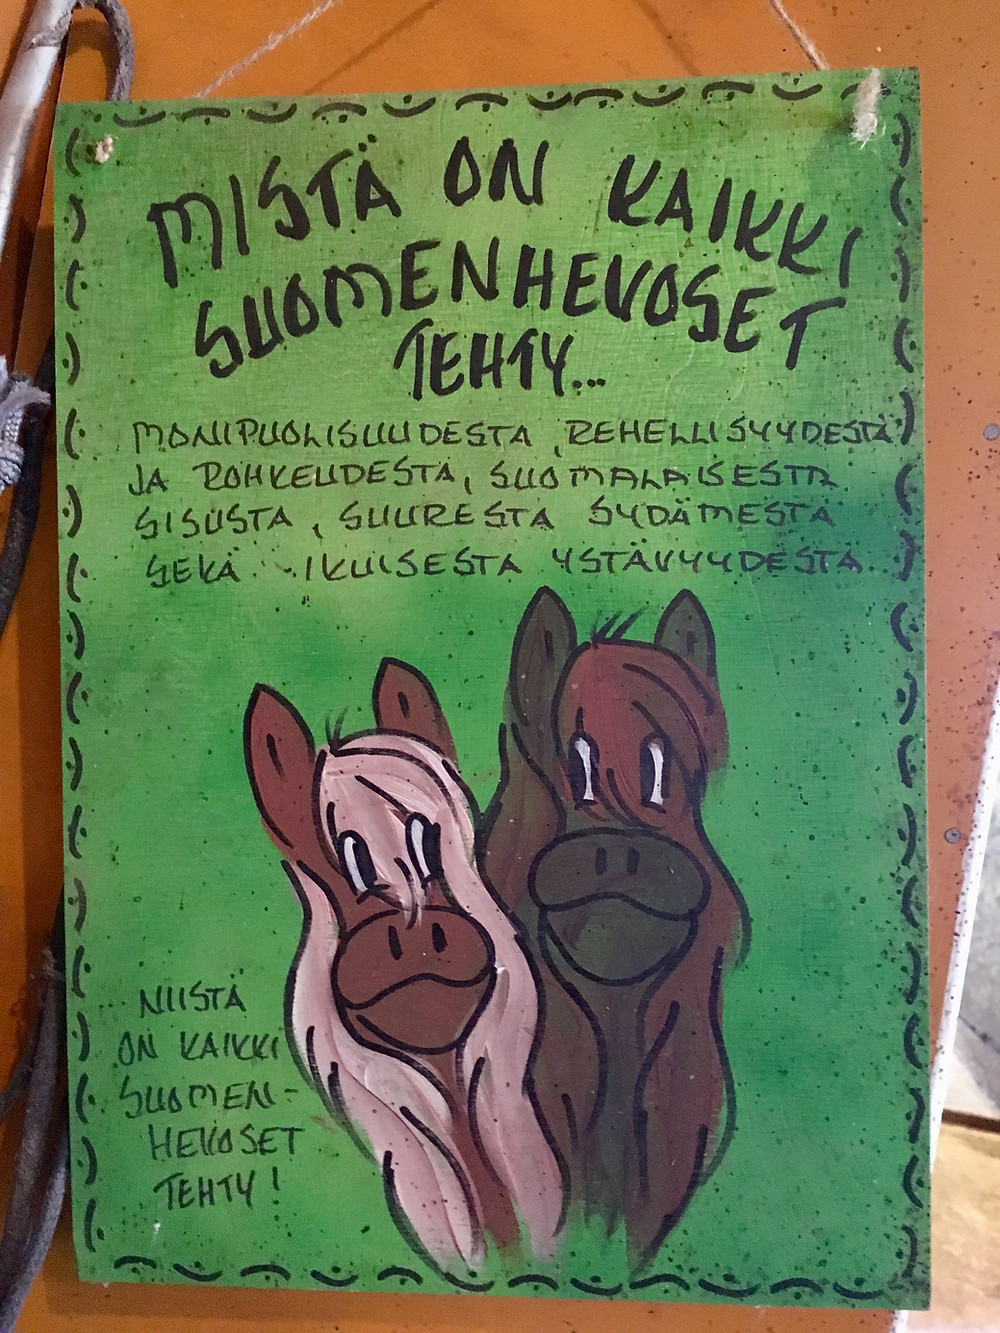 MISTÄ ON KAIKKI
SUOMENHEVOSET
TEHTY...
MONIPUOLISUUDESTA, REHELLISYYDESTÄ
JA ROHKEUDESTA, SUOMALAISESTA
SISUSTA, SUURESTA SYDÄMESTÄ
SEKÄ IKUISESTA YSTÄVYYDESTÄ..
NIISTÄ
ON KAIKKI
SUOMEN-
HEVOSET
TEHTY!